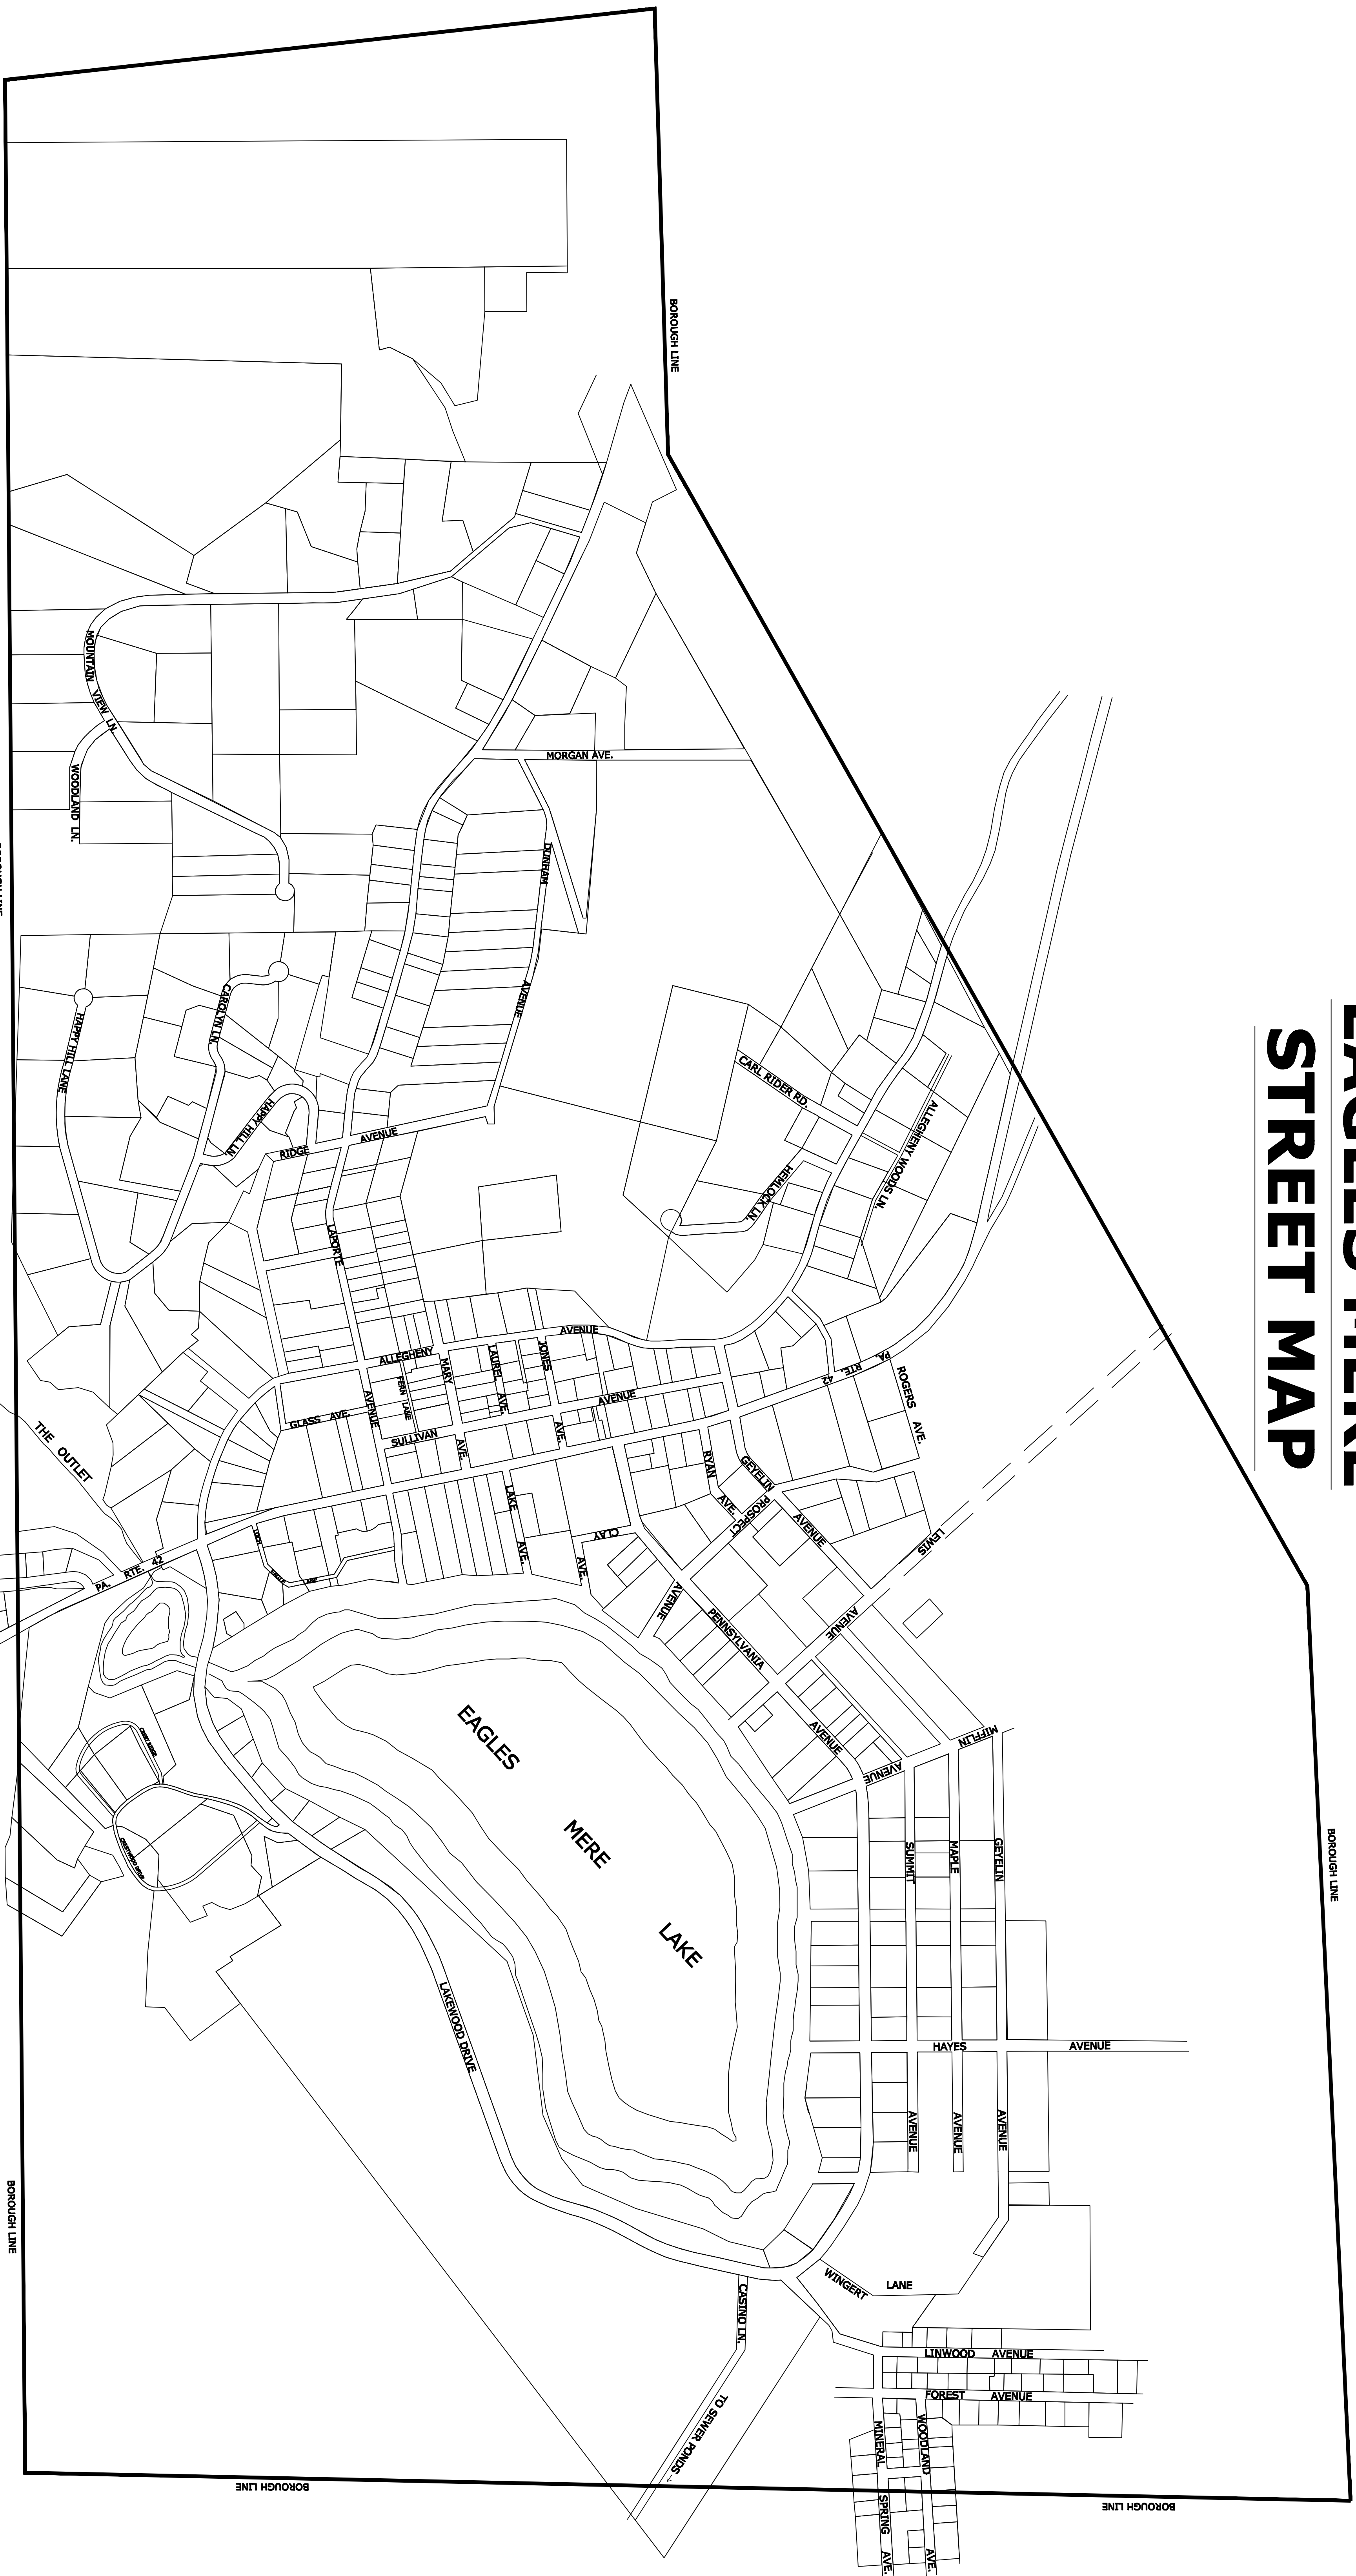 EAGLES MERE
STREET MAP
BOROUGH LINE
MOUNTAIN VIEW LN.
WOODLAND LN.
MORGAN AVE.
DUNHAM
AVENUE
BOROUGH LINE
HAPPY HILL LANE
CAROLYN LN.
HAPPY HILL LN.
RIDGE
AVENUE
CARL RIDER RD.
ALLEGHENY WOODS LN.
HEMLOCK LN.
LAPORTE
AVENUE
ALLEGHENY
AVENUE
MARY
AVE.
LAUREL
AVE.
JONES
AVE.
FERN LANE
GLASS AVE.
SULLIVAN
AVENUE
PA. RTE. 42
ROGERS
AVE.
THE OUTLET
PA. RTE. 42
LAKE
AVE.
CLAY
AVENUE
RYAN
AVE.
PROSPECT
GEYELIN
AVENUE
LEWIS
AVENUE
PENNSYLVANIA
AVENUE
MIFFLIN
AVENUE
EAGLES
MERE
LAKE
LAKEWOOD DRIVE
SUMMIT
AVENUE
MAPLE
AVENUE
GEYELIN
AVENUE
HAYES
AVENUE
BOROUGH LINE
WINGERT
LANE
CASINO LN.
TO SEWER PONDS
LINWOOD AVENUE
FOREST AVENUE
MINERAL
SPRING
AVE.
WOODLAND
AVE.
BOROUGH LINE
BOROUGH LINE
BOROUGH LINE